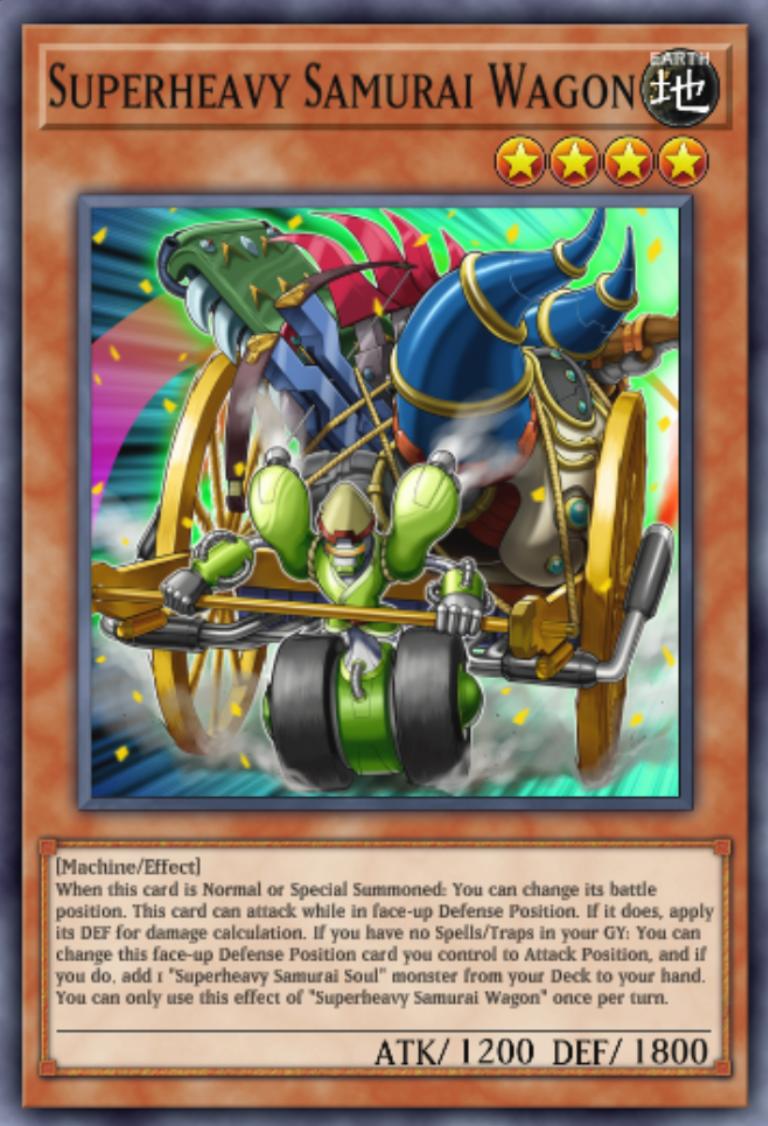 SUPERHEAVY SAMURAI WAGON
EARTH
地
[Machine/Effect]
When this card is Normal or Special Summoned: You can change its battle
position. This card can attack while in face-up Defense Position. If it does, apply
its DEF for damage calculation. If you have no Spells/Traps in your GY: You can
change this face-up Defense Position card you control to Attack Position, and if
you do, add 1 "Superheavy Samurai Soul" monster from your Deck to your hand.
You can only use this effect of "Superheavy Samurai Wagon" once per turn.
ATK/ 1200 DEF/ 1800